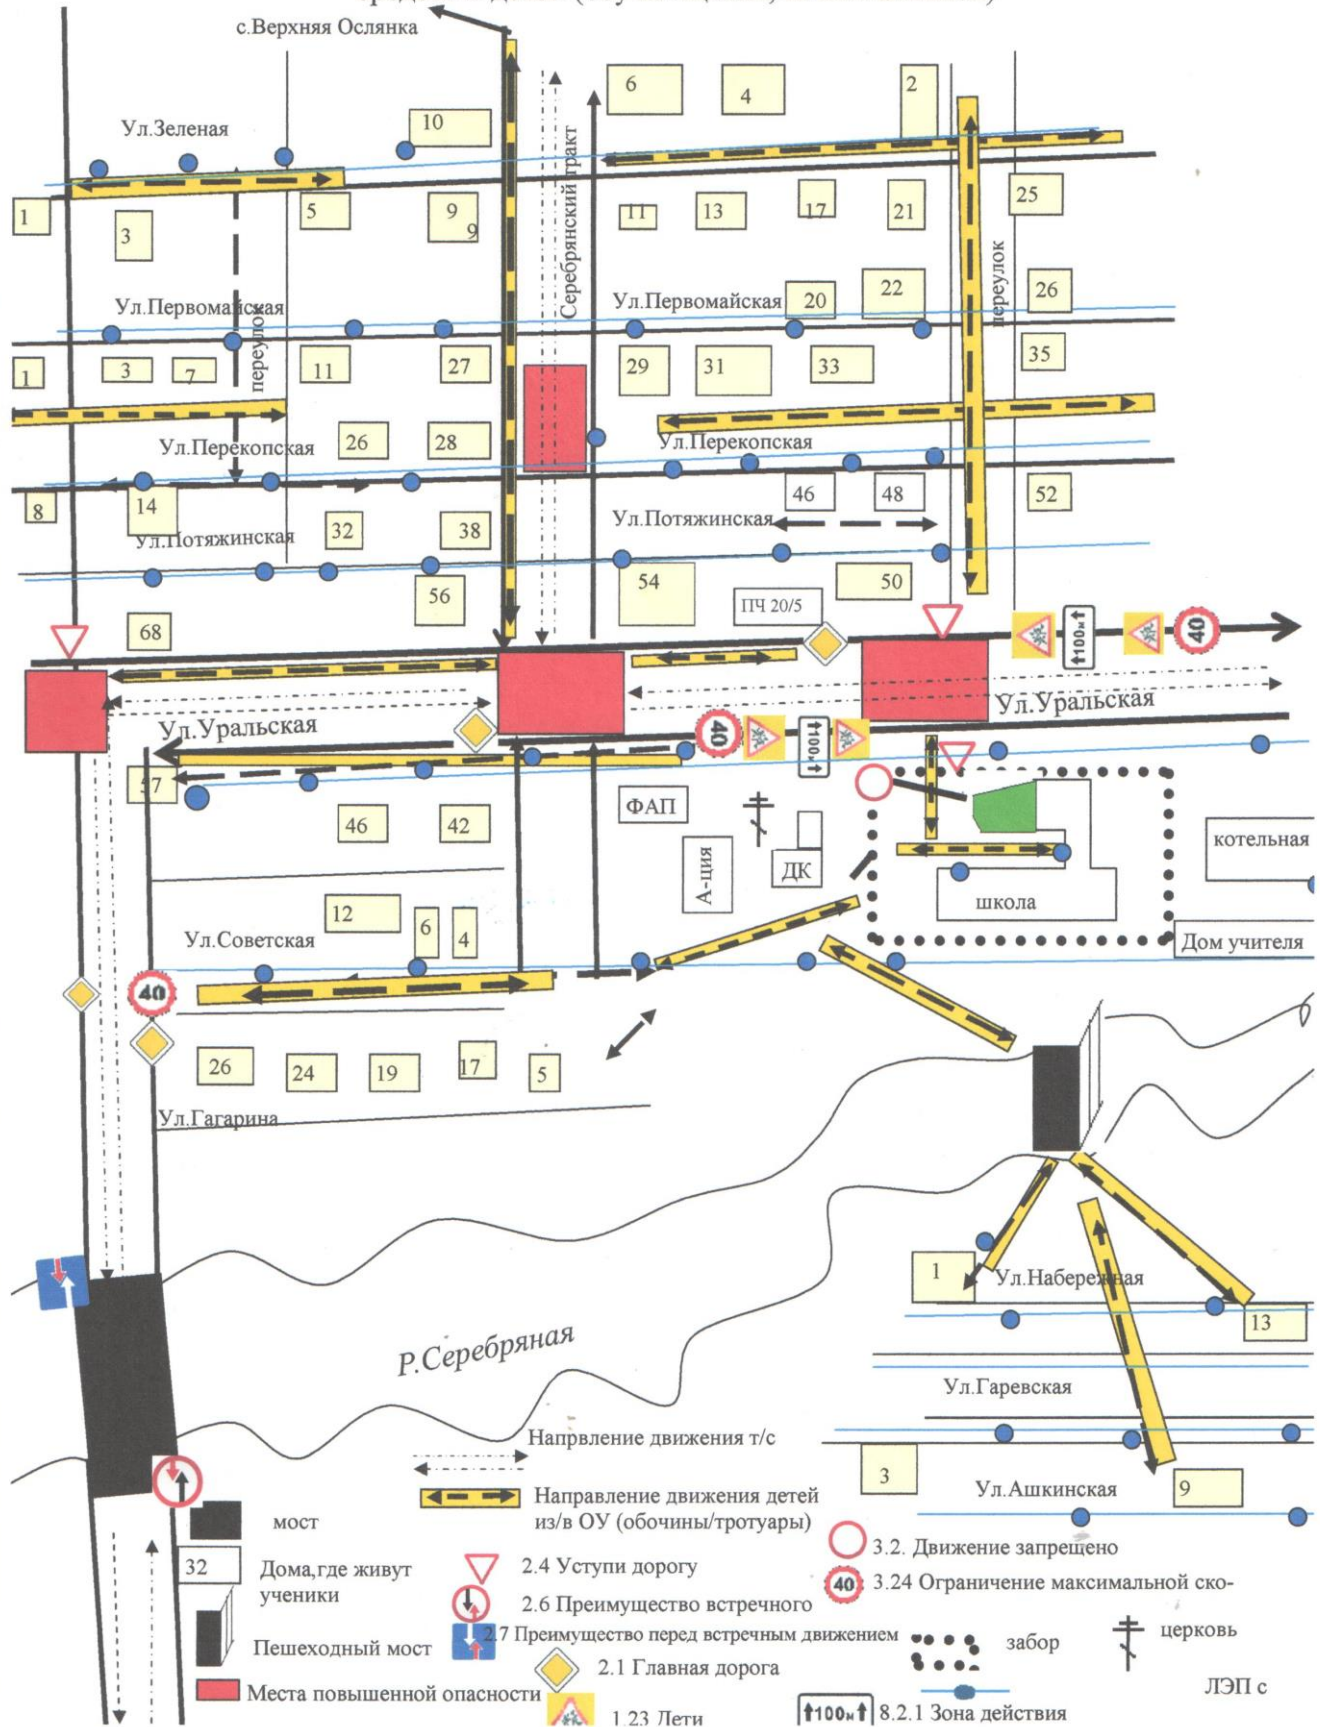 с.Верхняя Ослянка
6
4
2
10
Ул.Зеленая
Серебрянский тракт
1
3
5
9
9
11
13
17
21
25
переулок
Ул.Первомайская
переулок
Ул.Первомайская
20
22
26
1
3
7
11
27
29
31
33
35
26
28
Ул.Перекопская
Ул.Перекопская
8
14
32
38
46
48
52
Ул.Потяжинская
Ул.Потяжинская
56
54
50
ПЧ 20/5
68
100м
40
Ул.Уральская
Ул.Уральская
40
100м
57
46
42
ФАП
А-ция
ДК
школа
котельная
Дом учителя
12
6
4
Ул.Советская
40
26
24
19
17
5
Ул.Гагарина
1
Ул.Набережная
13
Р.Серебряная
Ул.Гаревская
3
Ул.Ашкинская
9
Напрвление движения т/с
Направление движения детей
из/в ОУ (обочины/тротуары)
мост
32
Дома,где живут
ученики
Пешеходный мост
Места повышенной опасности
2.4 Уступи дорогу
2.6 Преимущество встречного
2.7 Преимущество перед встречным движением
2.1 Главная дорога
1.23 Дети
3.2. Движение запрещено
40
3.24 Ограничение максимальной ско-
забор
церковь
ЛЭП с
100м
8.2.1 Зона действия